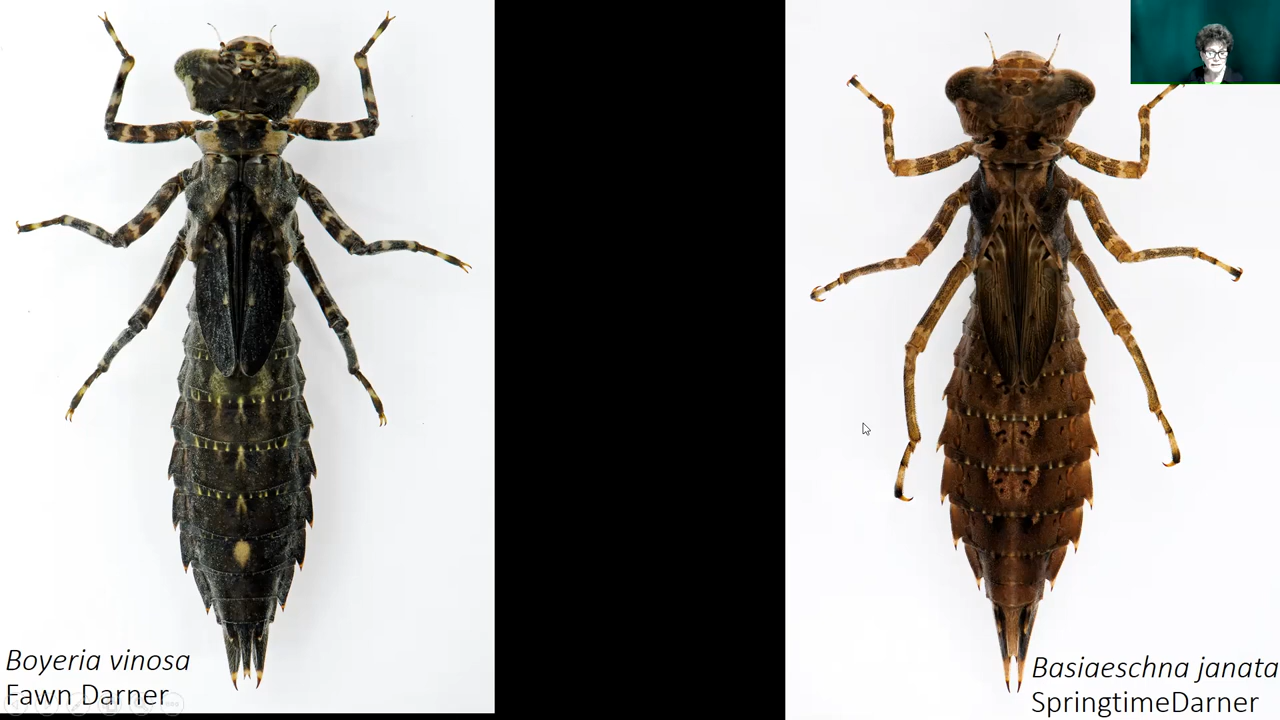 Boyeria vinosa
Fawn Darner
Basiaeschna janata
SpringtimeDarner